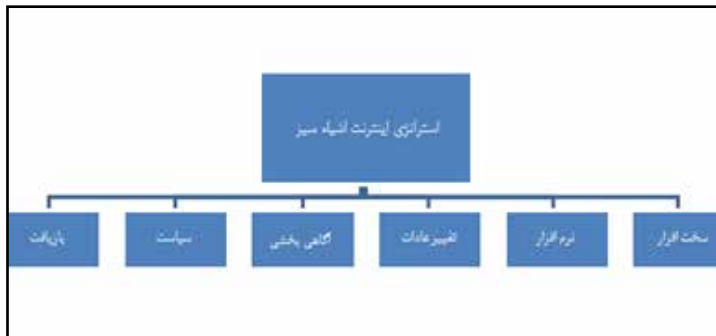 استراتژی اینترنت اشیاء سبز
سخت افزار
نرم افزار
تغییر عادات
آگاهی بخشی
سیاست
بازیافت